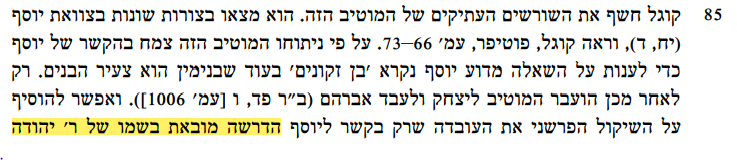 85 קוגל חשף את השורשים העתיקים של המוטיב הזה. הוא מצאו בצורות שונות בצוואת יוסף
(יח, ד), וראה קוגל, פוטיפר, עמ׳ 66–73. על פי ניתוחו המוטיב הזה צמח בהקשר של יוסף
כדי לענות על השאלה מדוע יוסף נקרא ׳בן זקונים׳ בעוד שבנימין הוא צעיר הבנים. רק
לאחר מכן הועבר המוטיב ליצחק ולעבד אברהם (ב״ר פד, ו [עמ׳ 1006]). ואפשר להוסיף
על השיקול הפרשני את העובדה שרק בקשר ליוסף הדרשה מובאת בשמו של ר׳ יהודה